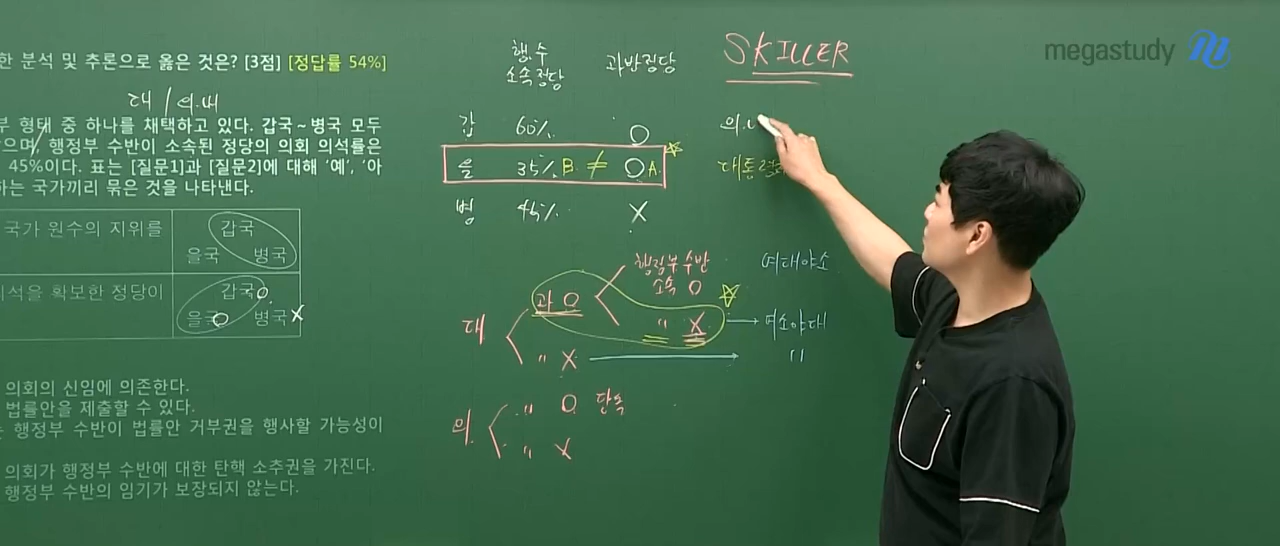 한 분석 및 추론으로 옳은 것은? [3점] [정답률 54%]
대 / 의.내
부 형태 중 하나를 채택하고 있다. 갑국~병국 모두
으며, 행정부 수반이 소속된 정당의 의회 의석률은
45%이다. 표는 [질문1]과 [질문2]에 대해 '예', '아
하는 국가끼리 묶은 것을 나타낸다.
국가 원수의 지위를
갑국
을국 병국
의석을 확보한 정당이
갑국 O
을국 O 병국 X
의회의 신임에 의존한다.
법률안을 제출할 수 있다.
는 행정부 수반이 법률안 거부권을 행사할 가능성이
의회가 행정부 수반에 대한 탄핵 소추권을 가진다.
행정부 수반의 임기가 보장되지 않는다.
행.수
소속정당
과반정당
갑 60% O
을 35% B. ≠ O A.
병 45% X
대
과 O
행정부 수반
소속 O
" X
" X
의.
" O 단독
" X
SKILLER
의.
대통령
여대야소
여소야대
"
megastudy